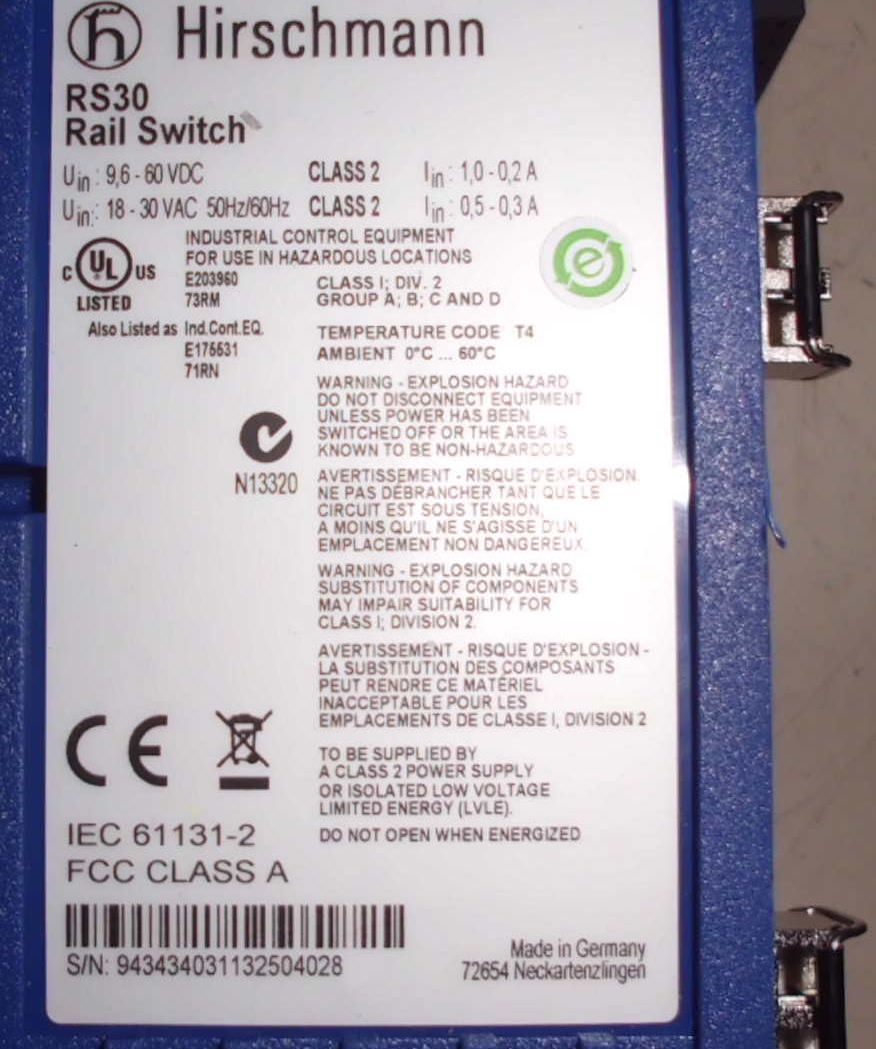 Hirschmann
RS30
Rail Switch
Uin : 9,6 - 60 VDC CLASS 2 Iin : 1,0 - 0,2 A
Uin : 18 - 30 VAC 50Hz/60Hz CLASS 2 Iin : 0,5 - 0,3 A
INDUSTRIAL CONTROL EQUIPMENT
FOR USE IN HAZARDOUS LOCATIONS
C UL US
LISTED
E203960
73RM
CLASS I; DIV. 2
GROUP A; B; C AND D
e
Also Listed as Ind.Cont.EQ.
E175531
71RN
TEMPERATURE CODE T4
AMBIENT 0°C ... 60°C
WARNING - EXPLOSION HAZARD
DO NOT DISCONNECT EQUIPMENT
UNLESS POWER HAS BEEN
SWITCHED OFF OR THE AREA IS
KNOWN TO BE NON-HAZARDOUS
N13320
AVERTISSEMENT - RISQUE D'EXPLOSION.
NE PAS DÉBRANCHER TANT QUE LE
CIRCUIT EST SOUS TENSION,
A MOINS QU'IL NE S'AGISSE D'UN
EMPLACEMENT NON DANGEREUX.
WARNING - EXPLOSION HAZARD
SUBSTITUTION OF COMPONENTS
MAY IMPAIR SUITABILITY FOR
CLASS I; DIVISION 2.
AVERTISSEMENT - RISQUE D'EXPLOSION -
LA SUBSTITUTION DES COMPOSANTS
PEUT RENDRE CE MATÉRIEL
INACCEPTABLE POUR LES
EMPLACEMENTS DE CLASSE I, DIVISION 2
CE
TO BE SUPPLIED BY
A CLASS 2 POWER SUPPLY
OR ISOLATED LOW VOLTAGE
LIMITED ENERGY (LVLE).
DO NOT OPEN WHEN ENERGIZED
IEC 61131-2
FCC CLASS A
S/N: 943434031132504028
Made in Germany
72654 Neckartenzlingen